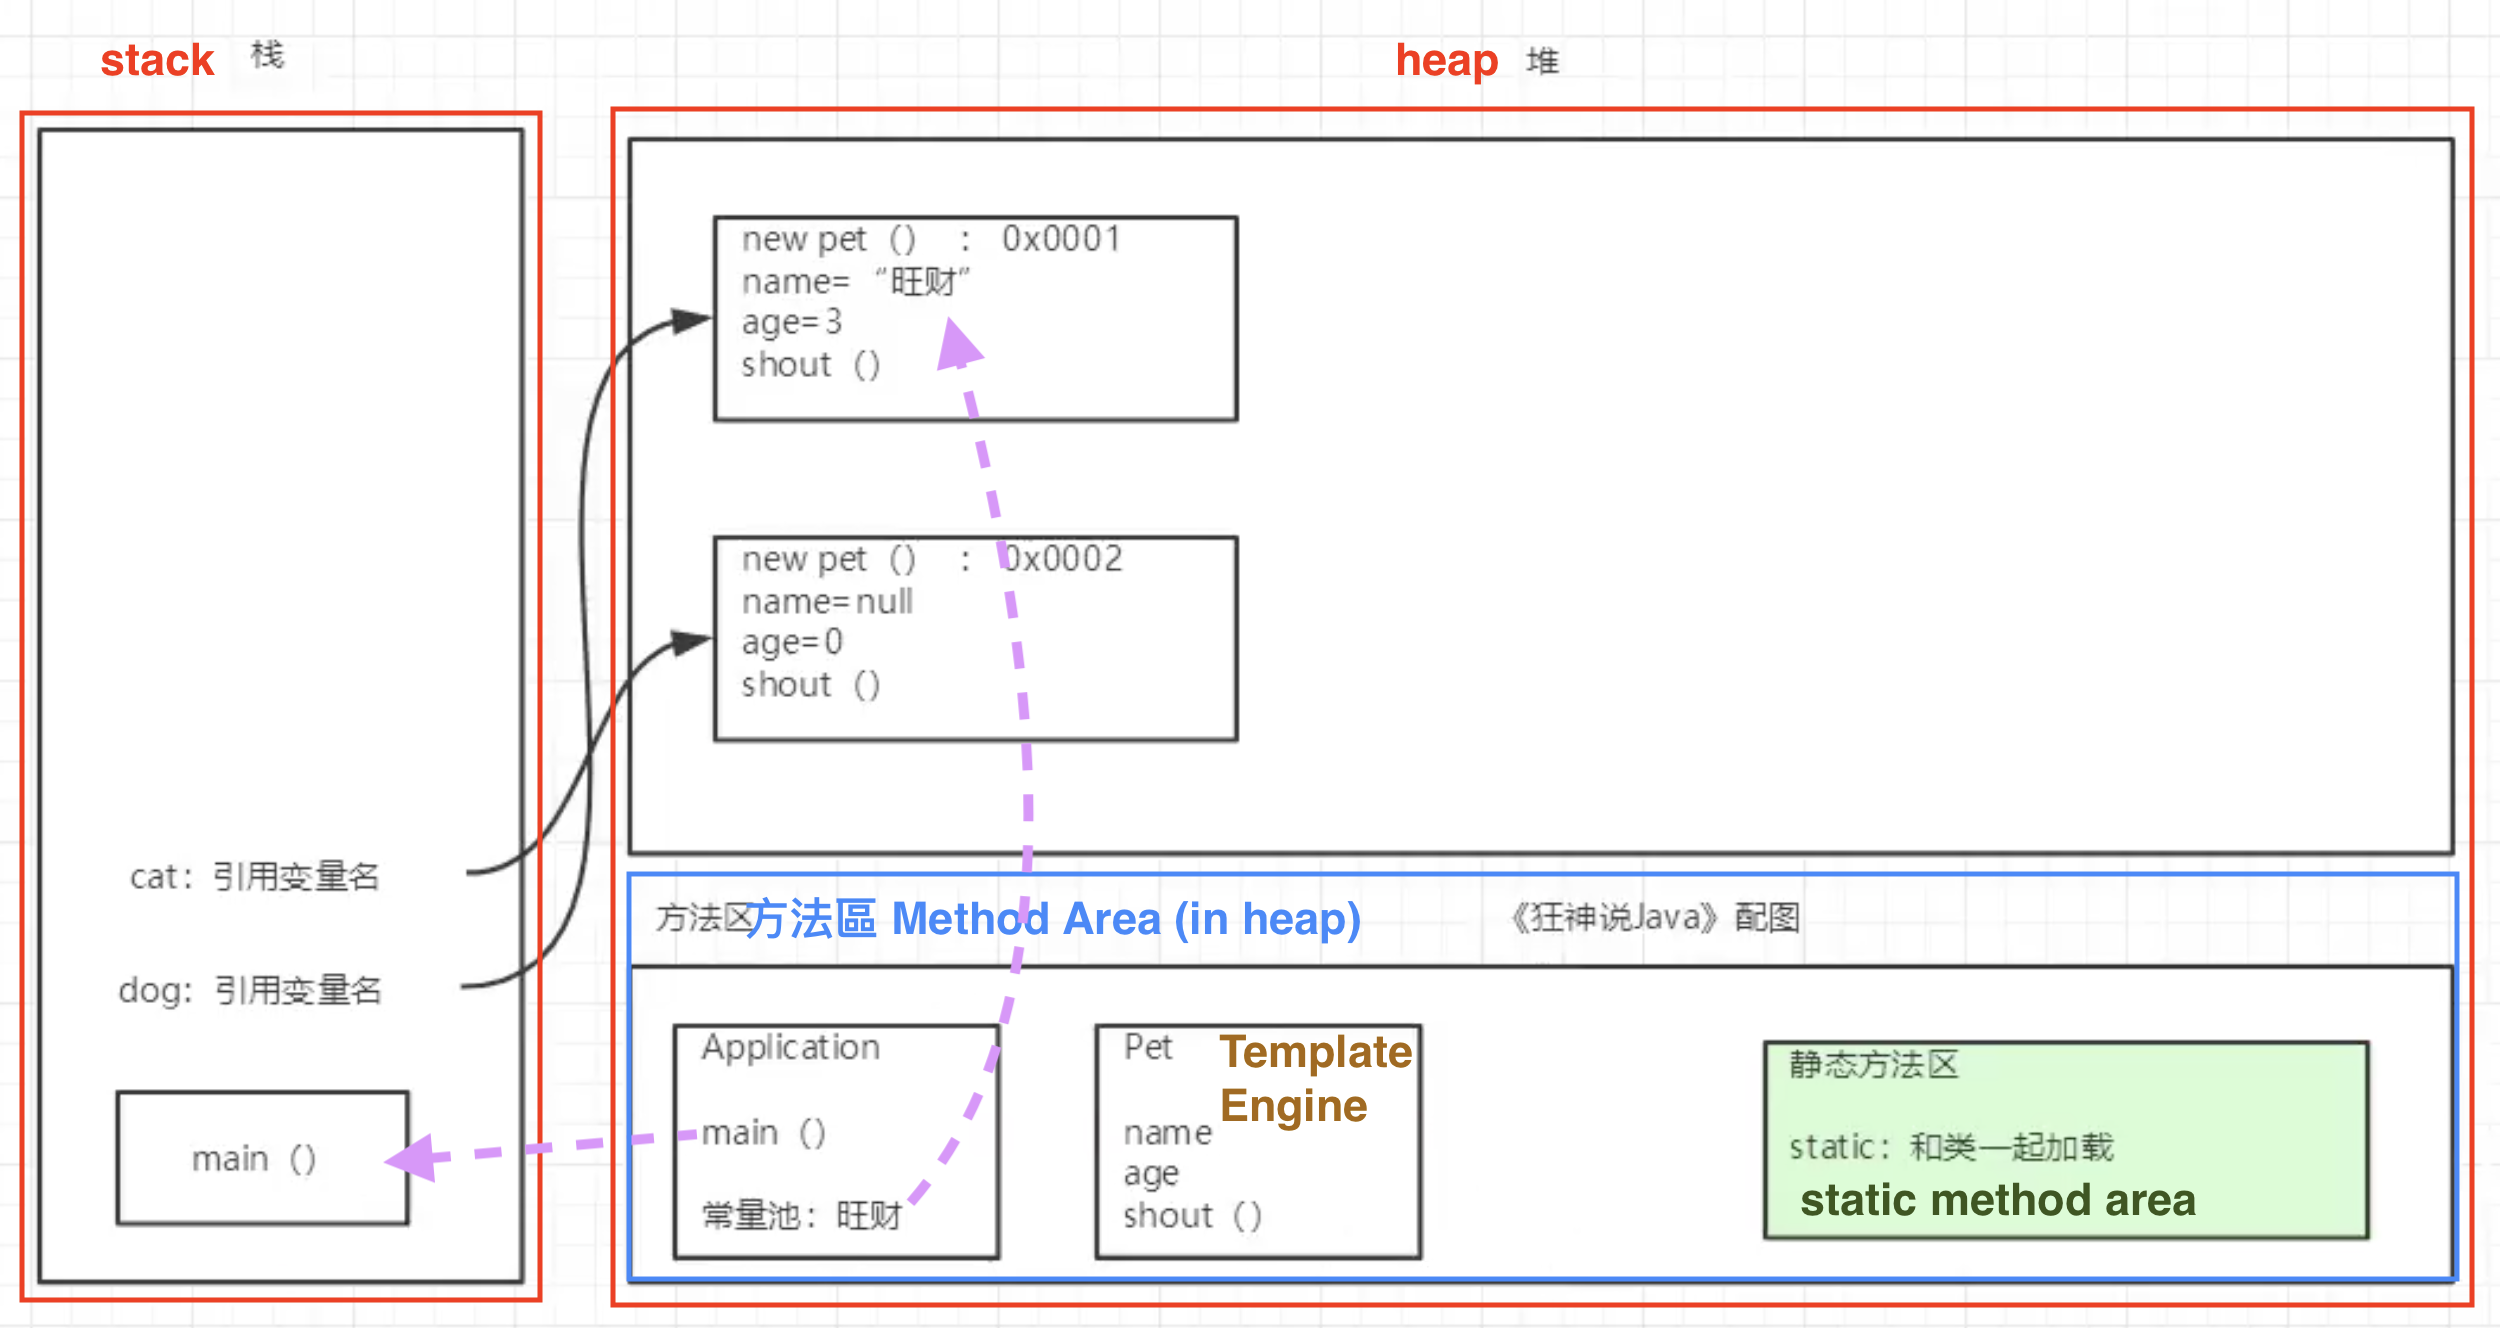 stack 栈
heap 堆
new pet () : 0x0001
name= “旺财”
age=3
shout ()
new pet () : 0x0002
name=null
age=0
shout ()
cat: 引用变量名
dog: 引用变量名
main ()
方法区
方法區 Method Area (in heap)
《狂神说Java》配图
Application
main ()
常量池: 旺财
Pet
Template
Engine
name
age
shout ()
静态方法区
static: 和类一起加载
static method area